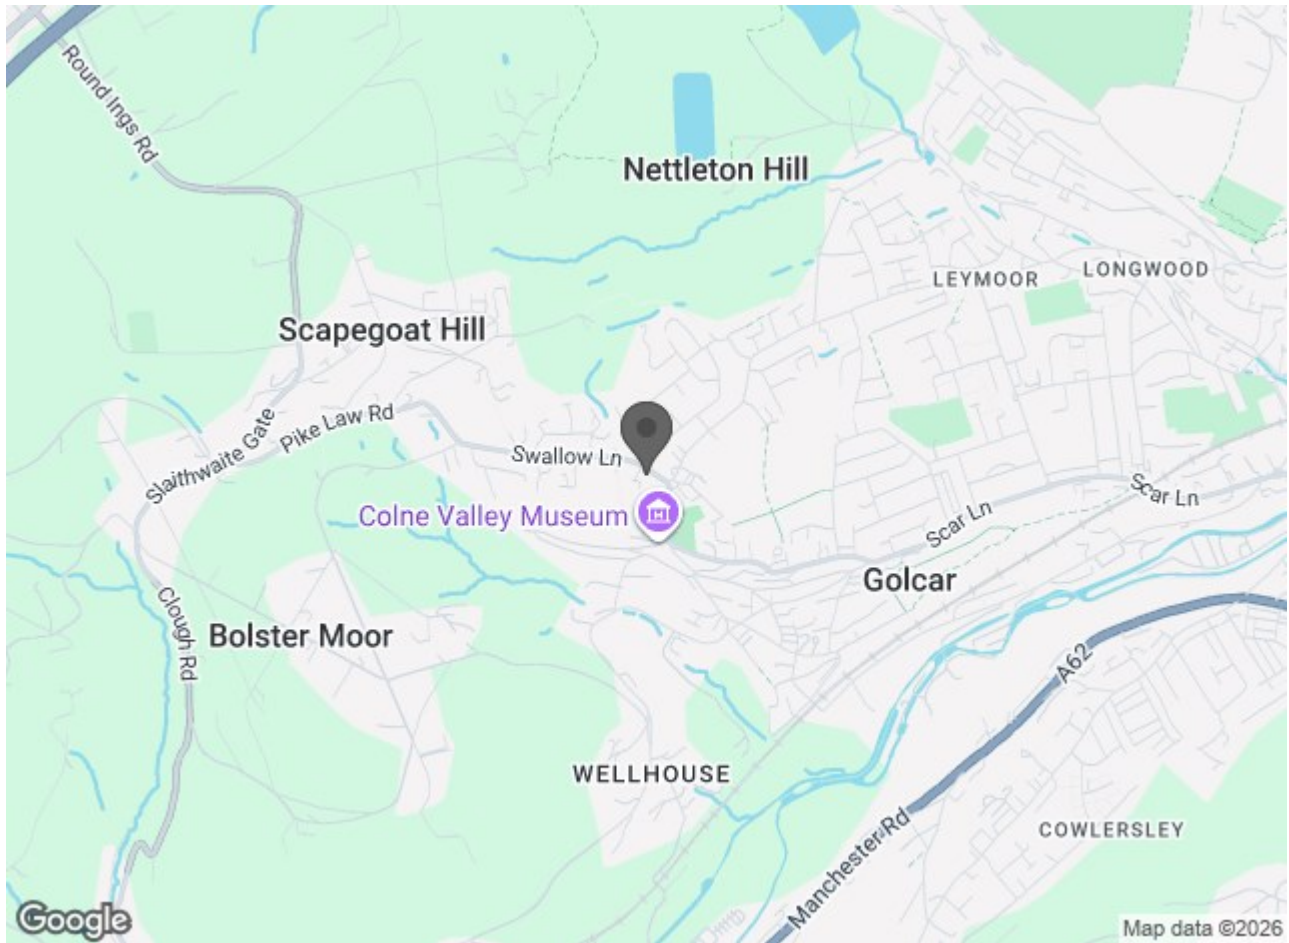 Round Ings Rd
Nettleton Hill
LEYMOOR
LONGWOOD
Scapegoat Hill
Slaithwaite Gate
Pike Law Rd
Swallow Ln
Colne Valley Museum
Scar Ln
Scar Ln
Golcar
Clough Rd
Bolster Moor
A62
WELLHOUSE
Manchester Rd
COWLERSLEY
Google
Map data ©2026